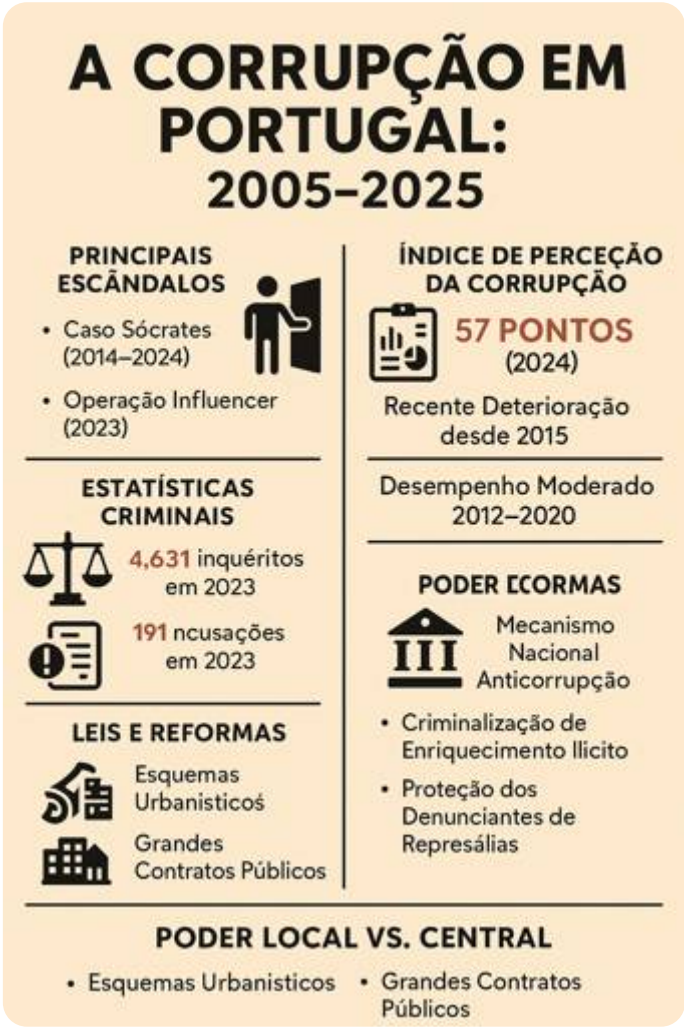 A CORRUPÇÃO EM
PORTUGAL:
2005–2025
PRINCIPAIS
ESCÂNDALOS
• Caso Sócrates
(2014–2024)
• Operação Influencer
(2023)
ESTATÍSTICAS
CRIMINAIS
4,631 inquéritos
em 2023
191 ncusações
em 2023
LEIS E REFORMAS
Esquemas
Urbanisticoś
Grandes
Contratos Públicos
ÍNDICE DE PERCEÇÃO
DA CORRUPÇÃO
57 PONTOS
(2024)
Recente Deterioração
desde 2015
Desempenho Moderado
2012–2020
PODER ECORMAS
Mecanismo
Nacional
Anticorrupção
• Criminalização de
Enriquecimento Ilicito
• Proteção dos
Denunciantes de
Represálias
PODER LOCAL VS. CENTRAL
• Esquemas Urbanisticos
• Grandes Contratos
Públicos